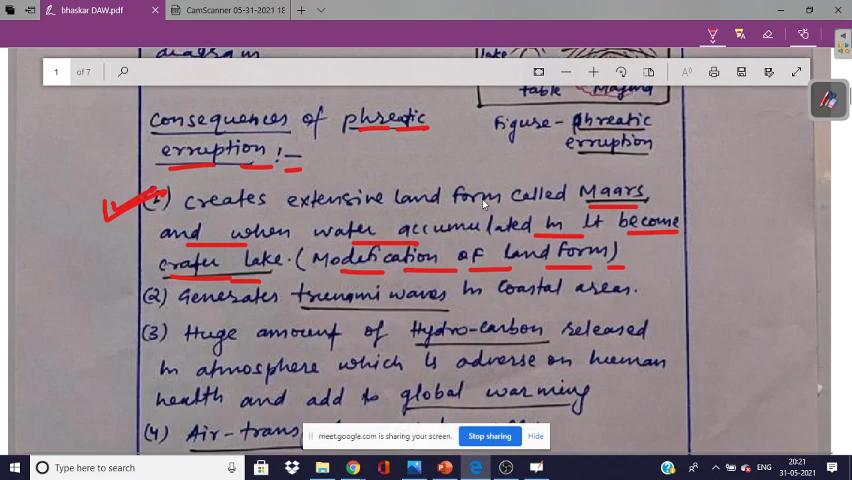 bhaskar DAW.pdf
CamScanner 05-31-2021 18
1 of 7
diagram
lake
table Magma
Consequences of phreatic
erruption :-
Figure- phreatic
erruption
(1) Creates extensive land form called Maars
and when water accumulated in it become
crater lake. (Modification of land form)
(2) Generates tsunami waves in coastal areas.
(3) Huge amount of Hydro-carbon released
in atmosphere which is adverse on human
health and add to global warming
(4) Air-trans
meet.google.com is sharing your screen.
Stop sharing
Hide
Type here to search
ENG
20:21
31-05-2021